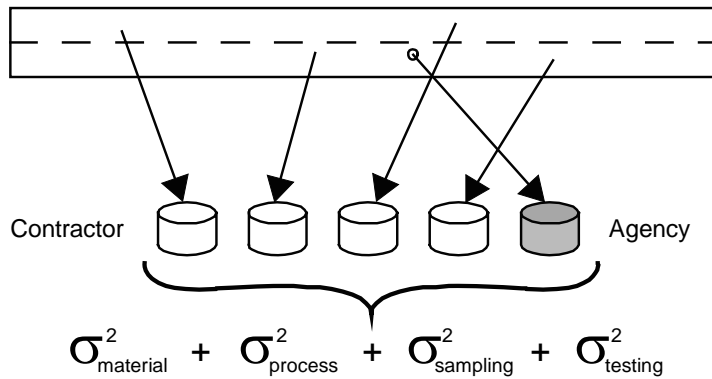 Contractor Agency
σ²material + σ²process + σ²sampling + σ²testing